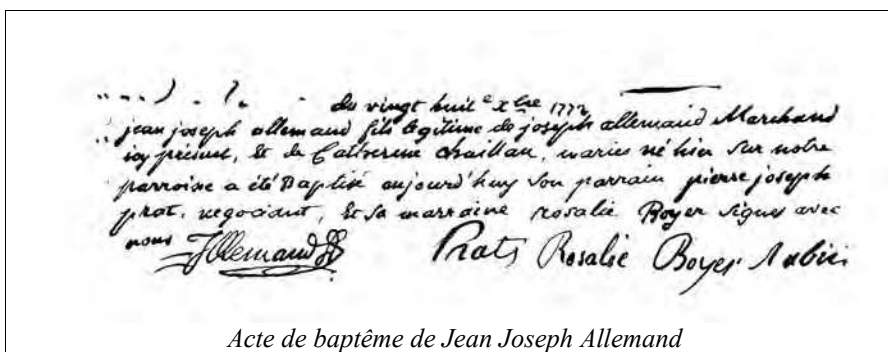 du vingt huit e xbre 1772
jean joseph allemand fils legitime de joseph allemand Marchand
icy présent, et de Catherine chaillan, mariés né hier sur notre
parroise a été Baptisé aujourd'huy son parrain pierre joseph
prat, negociant, et sa marraine rosalie Boyer signés avec
nous JAllemand Prat Rosalie Boyer
Acte de baptême de Jean Joseph Allemand